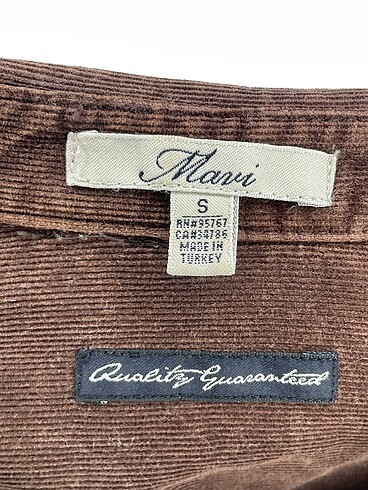 Mavi
S
RN#95767
CA#34786
MADE IN
TURKEY
Quality Guaranteed